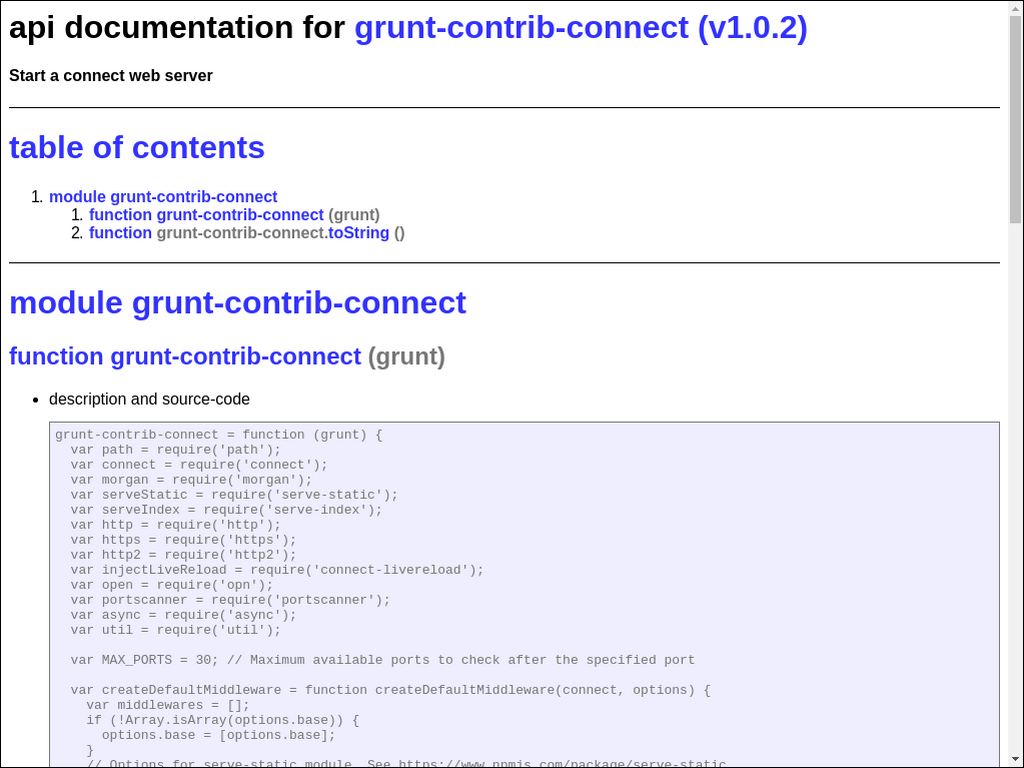 api documentation for grunt-contrib-connect (v1.0.2)
Start a connect web server
table of contents
1. module grunt-contrib-connect
1. function grunt-contrib-connect (grunt)
2. function grunt-contrib-connect.toString ()
module grunt-contrib-connect
function grunt-contrib-connect (grunt)
• description and source-code
grunt-contrib-connect = function (grunt) {
  var path = require('path');
  var connect = require('connect');
  var morgan = require('morgan');
  var serveStatic = require('serve-static');
  var serveIndex = require('serve-index');
  var http = require('http');
  var https = require('https');
  var http2 = require('http2');
  var injectLiveReload = require('connect-livereload');
  var open = require('opn');
  var portscanner = require('portscanner');
  var async = require('async');
  var util = require('util');

  var MAX_PORTS = 30; // Maximum available ports to check after the specified port

  var createDefaultMiddleware = function createDefaultMiddleware(connect, options) {
    var middlewares = [];
    if (!Array.isArray(options.base)) {
      options.base = [options.base];
    }
    // Options for serve-static module. See https://www.npmjs.com/package/serve-static